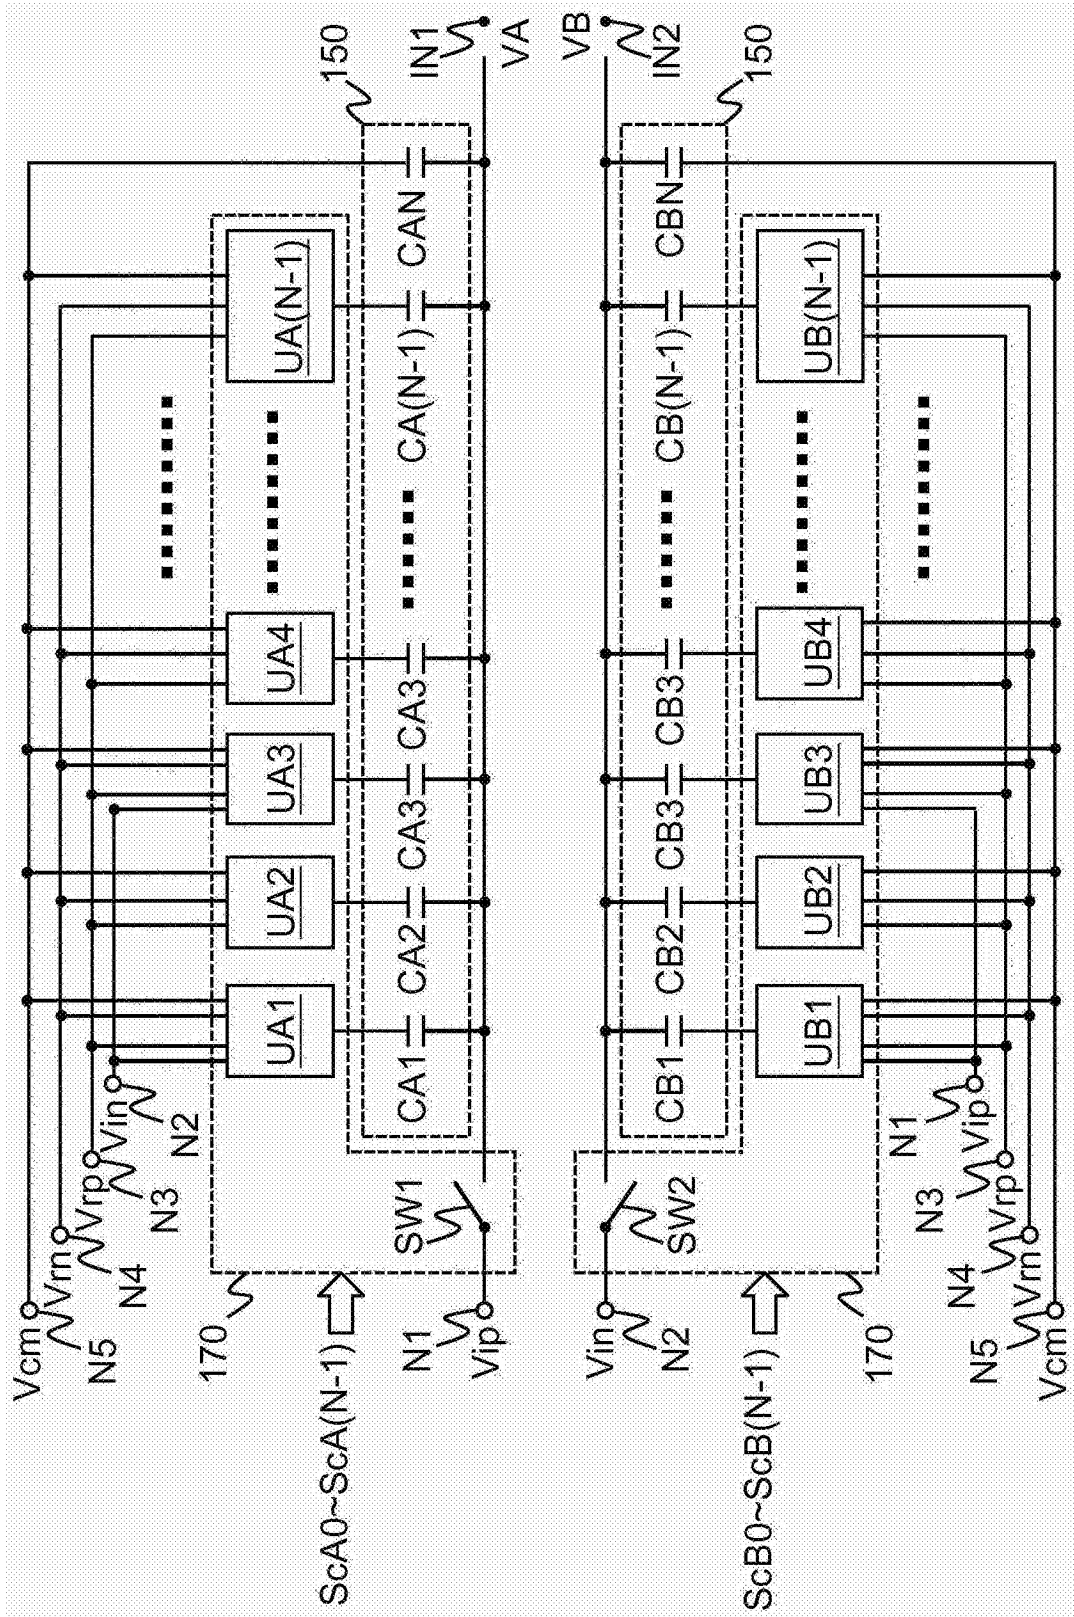 Vcm
N5
Vrn
N4
Vrp
N3
Vin
N2
UA1
UA2
UA3
UA4
UA(N-1)
CA1
CA2
CA3
CA3
CA(N-1)
CAN
150
170
ScA0~ScA(N-1)
SW1
N1
Vip
IN1
VA
VB
IN2
Vin
N2
SW2
CB1
CB2
CB3
CB3
CB(N-1)
CBN
150
170
ScB0~ScB(N-1)
UB1
UB2
UB3
UB4
UB(N-1)
N1
Vip
N3
Vrp
N4
Vrn
N5
Vcm